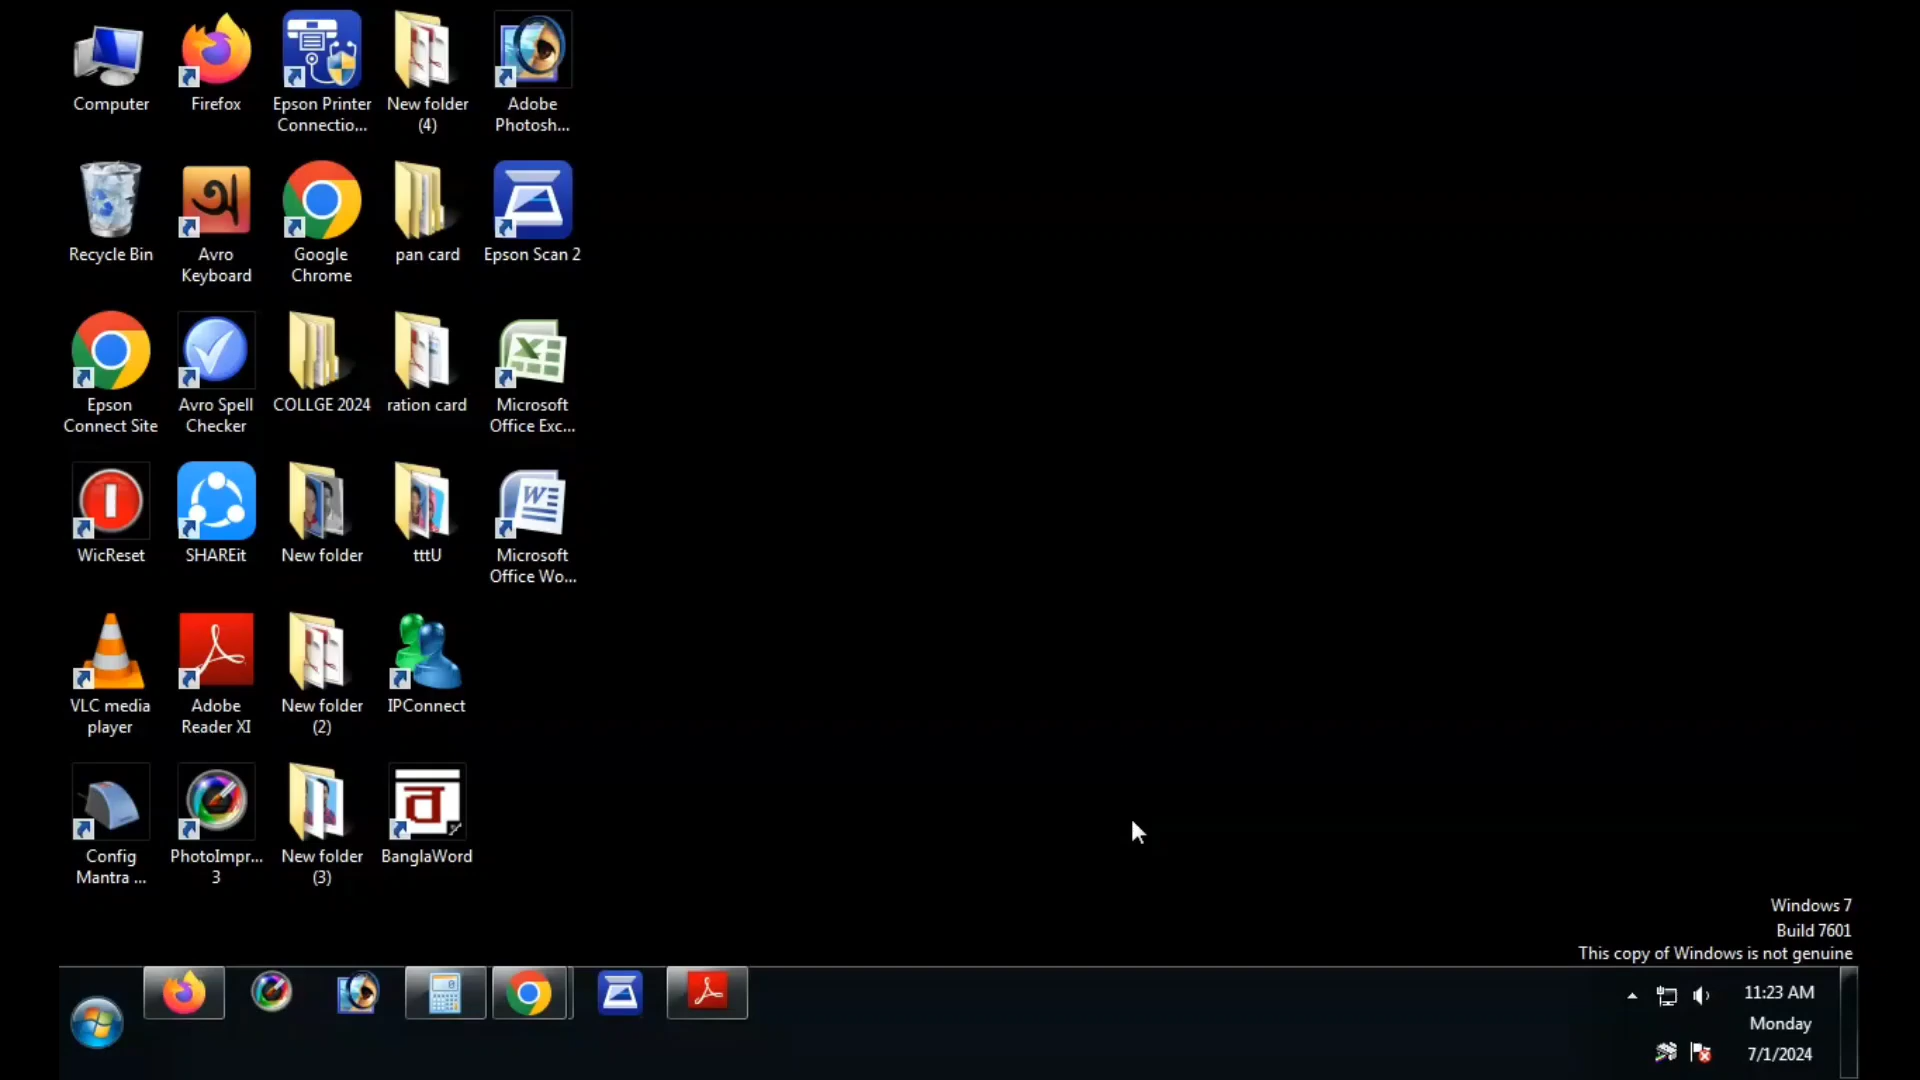 Computer
Firefox
Epson Printer
Connectio...
New folder
(4)
Adobe
Photosh...
Recycle Bin
Avro
Keyboard
Google
Chrome
pan card
Epson Scan 2
Epson
Connect Site
Avro Spell
Checker
COLLGE 2024
ration card
Microsoft
Office Exc...
WicReset
SHAREit
New folder
tttU
Microsoft
Office Wo...
VLC media
player
Adobe
Reader XI
New folder
(2)
IPConnect
Config
Mantra ...
PhotoImpr...
3
New folder
(3)
BanglaWord
Windows 7
Build 7601
This copy of Windows is not genuine
11:23 AM
Monday
7/1/2024